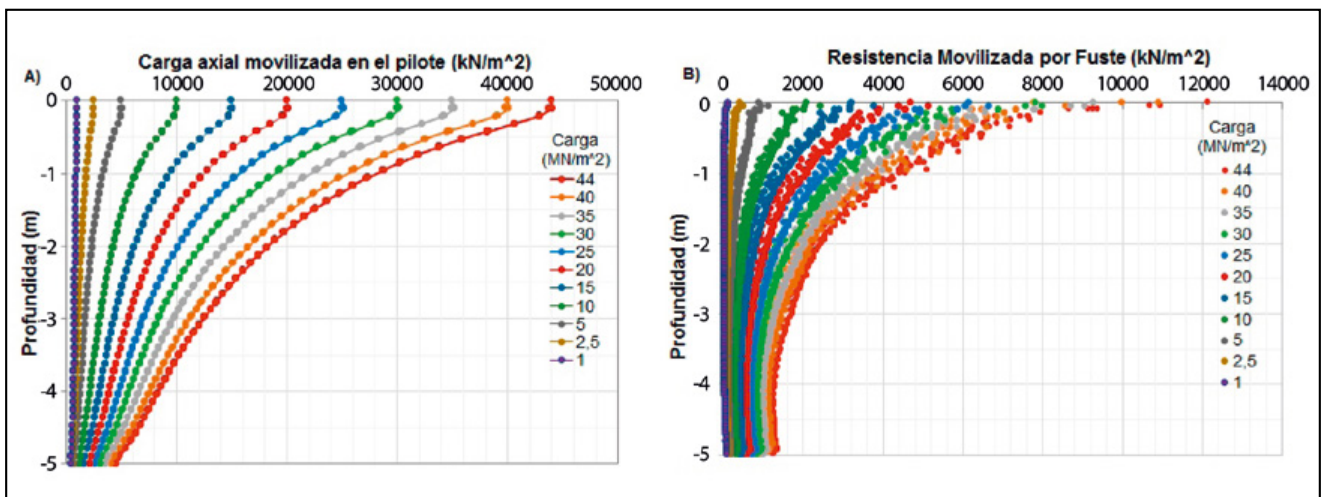 A)
Carga axial movilizada en el pilote (kN/m^2)
0 10000 20000 30000 40000 50000
0
-1
-2
-3
-4
-5
Profundidad (m)
Carga
(MN/m^2)
44
40
35
30
25
20
15
10
5
2,5
1
B)
Resistencia Movilizada por Fuste (kN/m^2)
0 2000 4000 6000 8000 10000 12000 14000
0
-1
-2
-3
-4
-5
Profundidad (m)
Carga
(MN/m^2)
44
40
35
30
25
20
15
10
5
2,5
1